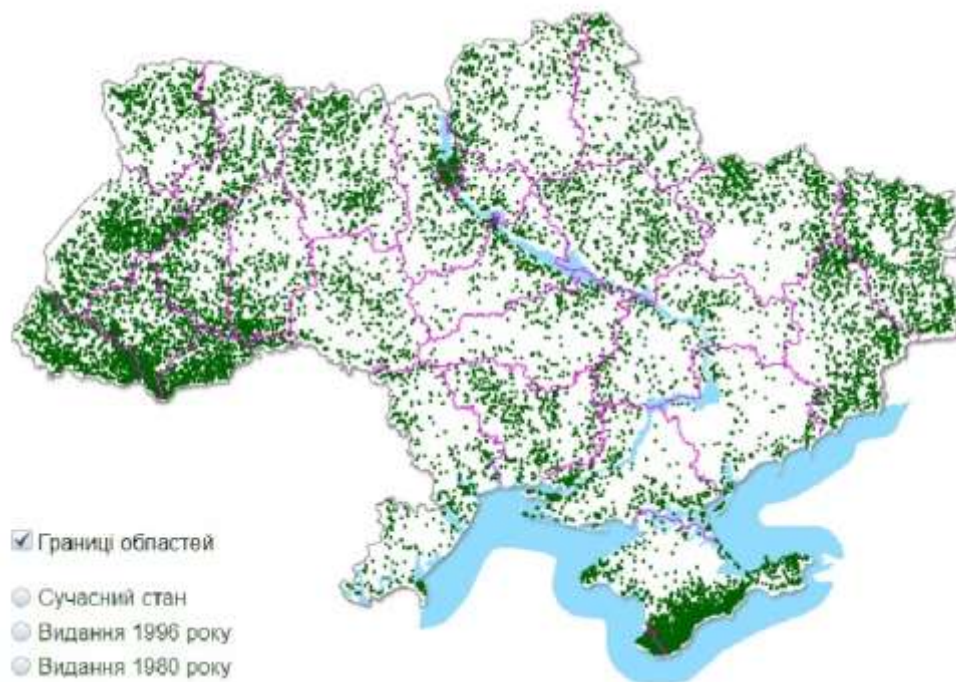 Границі областей
Сучасний стан
Видання 1996 року
Видання 1980 року